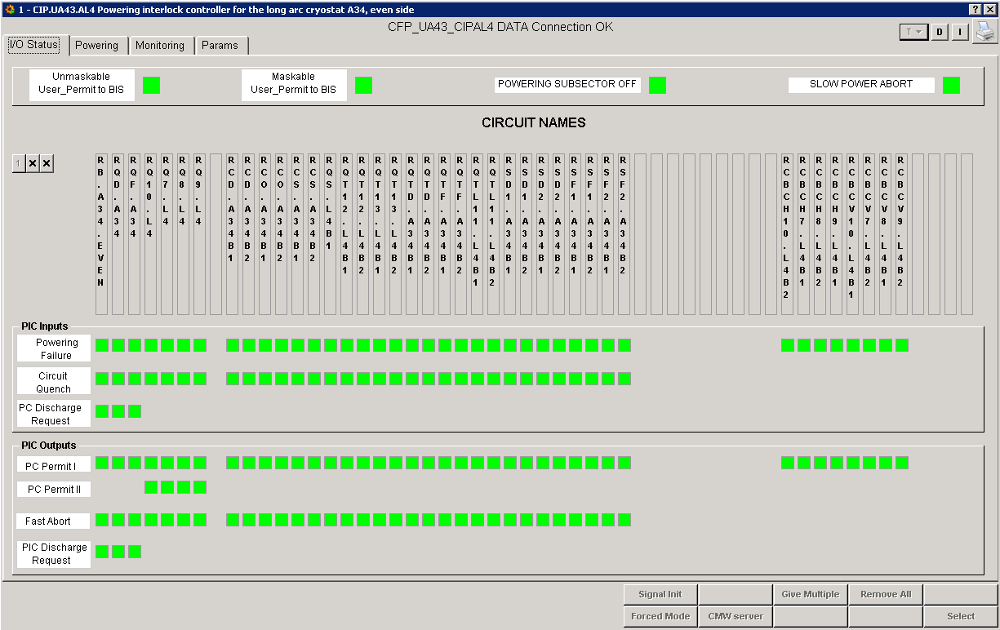 1 - CIP.UA43.AL4 Powering interlock controller for the long arc cryostat A34, even side
CFP_UA43_CIPAL4 DATA Connection OK
T D I
I/O Status Powering Monitoring Params
Unmaskable
User_Permit to BIS
Maskable
User_Permit to BIS
POWERING SUBSECTOR OFF
SLOW POWER ABORT
CIRCUIT NAMES
1
RB.A34.EVEN
RQD.A34
RQF.A34
RQ10.L4
RQ7.L4
RQ8.L4
RQ9.L4
RCD.A34B1
RCD.A34B2
RCO.A34B1
RCO.A34B2
RCS.A34B1
RCS.A34B2
RQS.L4B1
RQT12.L4B1
RQT12.L4B2
RQT13.L4B1
RQT13.L4B2
RQTD.A34B1
RQTD.A34B2
RQTF.A34B1
RQTF.A34B2
RQTL11.L4B1
RQTL11.L4B2
RSD1.A34B1
RSD1.A34B2
RSD2.A34B1
RSD2.A34B2
RSF1.A34B1
RSF1.A34B2
RSF2.A34B1
RSF2.A34B2
RCBCH10.L4B2
RCBCH7.L4B1
RCBCH8.L4B2
RCBCH9.L4B1
RCBCV10.L4B1
RCBCV7.L4B2
RCBCV8.L4B1
RCBCV9.L4B2
PIC Inputs
Powering
Failure
Circuit
Quench
PC Discharge
Request
PIC Outputs
PC Permit I
PC Permit II
Fast Abort
PIC Discharge
Request
Signal Init Give Multiple Remove All
Forced Mode CMW server Select